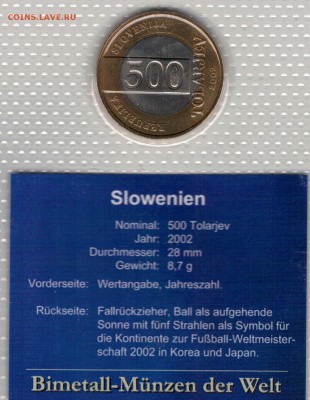 COINS.LAVE.RU
REPUBLIKA SLOVENIJA
500
TOLARJEV
2002
Slowenien
Nominal: 500 Tolarjev
Jahr: 2002
Durchmesser: 28 mm
Gewicht: 8,7 g
Vorderseite: Wertangabe, Jahreszahl.
Rückseite: Fallrückzieher, Ball als aufgehende
Sonne mit fünf Strahlen als Symbol für
die Kontinente zur Fußball-Weltmeister-
schaft 2002 in Korea und Japan.
Bimetall-Münzen der Welt